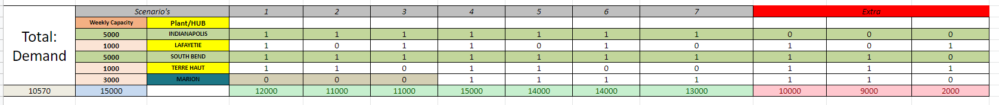 Scenario's 1 2 3 4 5 6 7 Extra
Weekly Capacity Plant/HUB
Total: Demand
5000 INDIANAPOLIS 1 1 1 1 1 1 1 0 0 0
1000 LAFAYETIE 1 0 1 1 0 1 0 1 0 1
5000 SOUTH BEND 1 1 1 1 1 1 1 1 1 0
1000 TERRE HAUT 1 1 0 1 1 0 0 1 1 1
3000 MARION 0 0 0 1 1 1 1 1 1 0
10570 15000 12000 11000 11000 15000 14000 14000 13000 10000 9000 2000